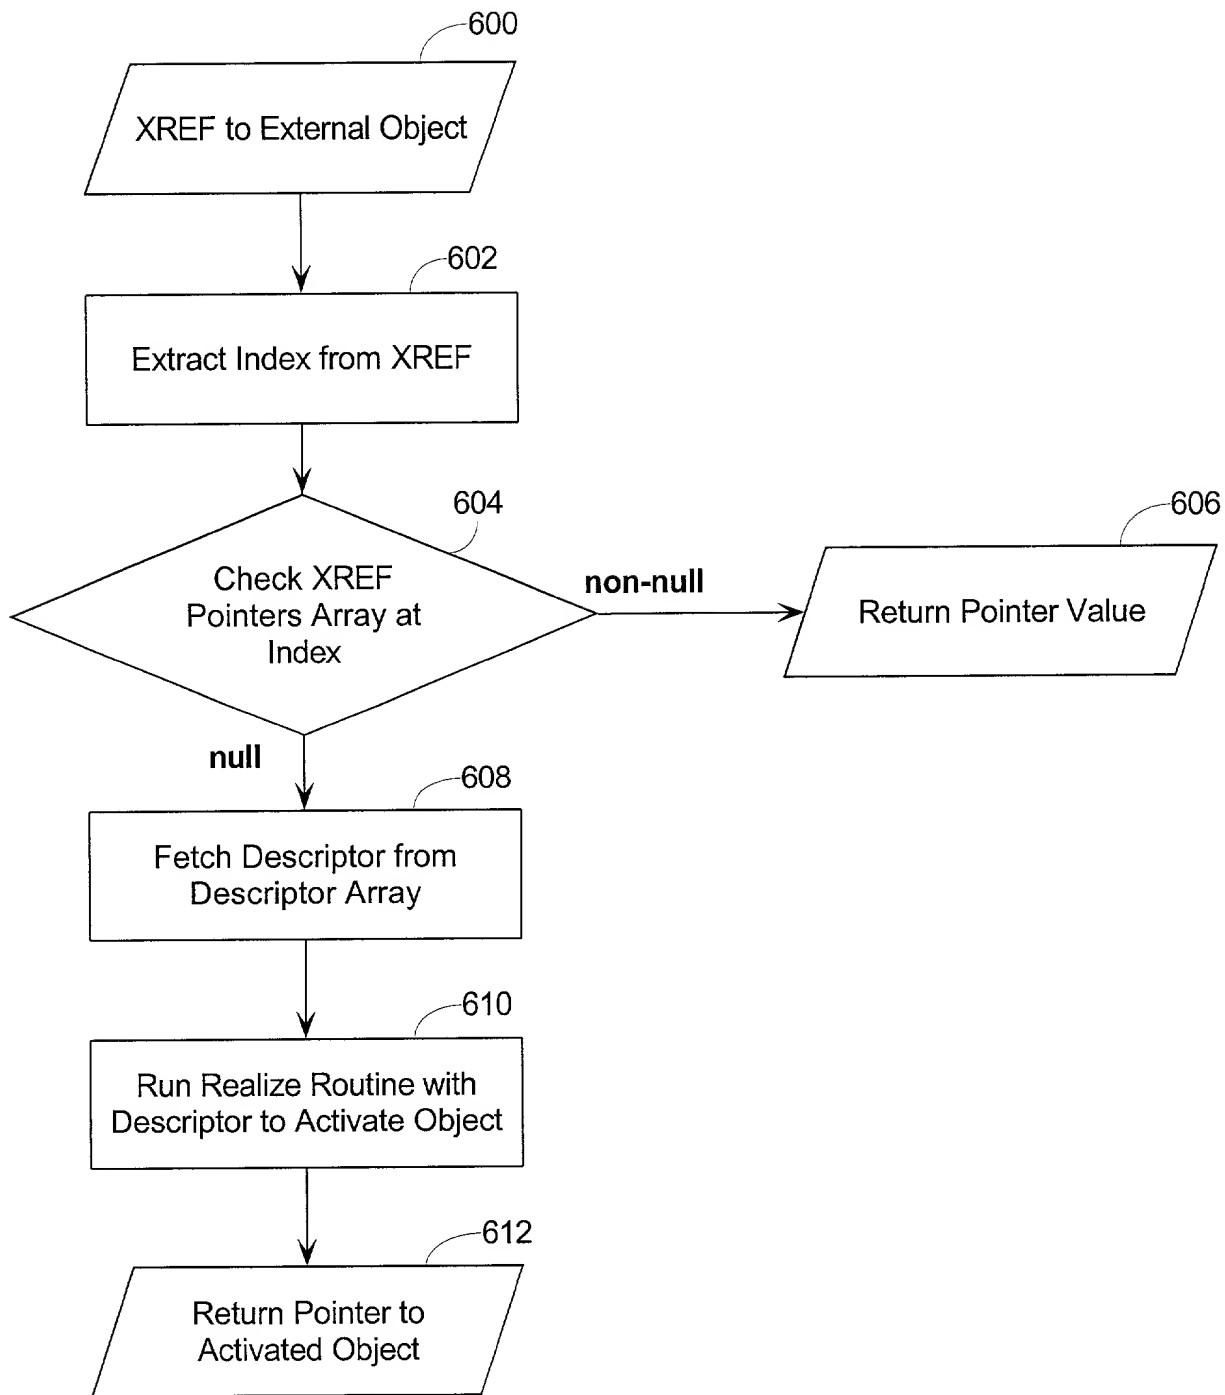 600
XREF to External Object
602
Extract Index from XREF
604
Check XREF
Pointers Array at
Index
non-null
606
Return Pointer Value
null
608
Fetch Descriptor from
Descriptor Array
610
Run Realize Routine with
Descriptor to Activate Object
612
Return Pointer to
Activated Object